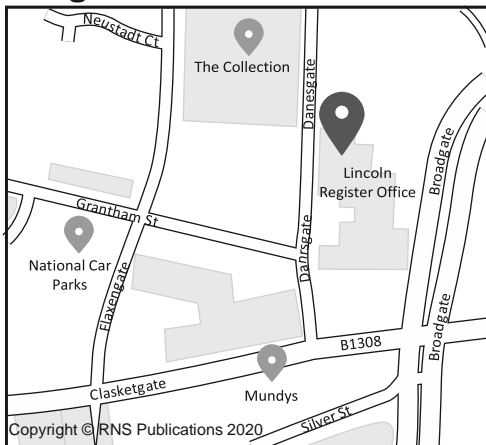 Neustadt Ct
The Collection
Danesgate
Lincoln
Register Office
Broadgate
Grantham St
National Car
Parks
Flaxengate
Dahrsgate
B1308
Broadgate
Clasketgate
Mundys
Silver St
Copyright © RNS Publications 2020